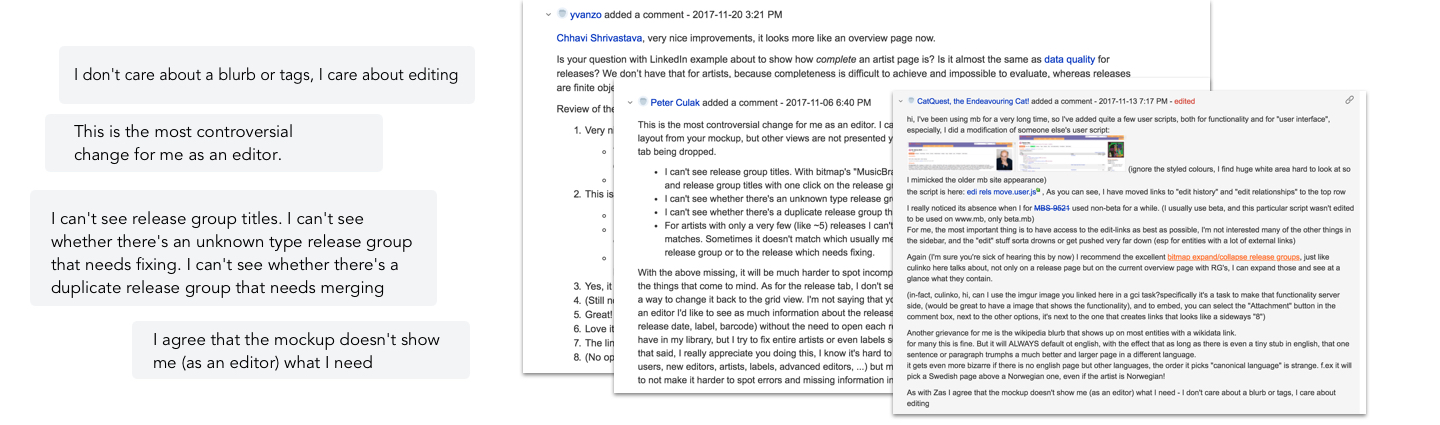 I don't care about a blurb or tags, I care about editing
This is the most controversial
change for me as an editor.
I can't see release group titles. I can't see
whether there's an unknown type release group
that needs fixing. I can't see whether there's a
duplicate release group that needs merging
I agree that the mockup doesn't show
me (as an editor) what I need
yvanzo added a comment - 2017-11-20 3:21 PM
Chhavi Shrivastava, very nice improvements, it looks more like an overview page now.
Is your question with LinkedIn example about to show how complete an artist page is? Is it almost the same as data quality for
releases? We don't have that for artists, because completeness is difficult to achieve and impossible to evaluate, whereas releases
are finite obje
Review of the
1. Very n
2. This is
3. Yes, it
4. (Still n
5. Great!
6. Love it
7. The lin
8. (No op
Peter Culak added a comment - 2017-11-06 6:40 PM
This is the most controversial change for me as an editor. I ca
layout from your mockup, but other views are not presented y
tab being dropped.
I can't see release group titles. With bitmap's "MusicBra
and release group titles with one click on the release gr
I can't see whether there's an unknown type release gr
I can't see whether there's a duplicate release group th
For artists with only a very few (like ~5) releases I can't
matches. Sometimes it doesn't match which usually me
release group or to the release which needs fixing.
With the above missing, it will be much harder to spot incomp
the things that come to mind. As for the release tab, I don't se
a way to change it back to the grid view. I'm not saying that yo
an editor I'd like to see as much information about the release
release date, label, barcode) without the need to open each re
have in my library, but I try to fix entire artists or even labels s
that said, I really appreciate you doing this, I know it's hard to
users, new editors, artists, labels, advanced editors, ...) but m
to not make it harder to spot errors and missing information in
CatQuest, the Endeavouring Cat! added a comment - 2017-11-13 7:17 PM - edited
hi, I've been using mb for a very long time, so I've added quite a few user scripts, both for functionality and for "user interface",
especially, I did a modification of someone else's user script:
(ignore the styled colours, I find huge white area hard to look at so
I mimicked the older mb site appearance)
the script is here: edi rels move.user.js , As you can see, I have moved links to "edit history" and "edit relationships" to the top row
I really noticed its absence when I for MBS-9521 used non-beta for a while. (I usually use beta, and this particular script wasn't edited
to be used on www.mb, only beta.mb)
For me, the most important thing is to have access to the edit-links as best as possible, I'm not interested many of the other things in
the sidebar, and the "edit" stuff sorta drowns or get pushed very far down (esp for entities with a lot of external links)
Again (I'm sure you're sick of hearing this by now) I recommend the excellent bitmap expand/collapse release groups, just like
culinko here talks about, not only on a release page but on the current overview page with RG's, I can expand those and see at a
glance what they contain.
(in-fact, culinko, hi, can I use the imgur image you linked here in a gci task?specifically it's a task to make that functionality server
side, (would be great to have a image that shows the functionality), and to embed, you can select the "Attachment" button in the
comment box, next to the other options, it's next to the one that creates links that looks like a sideways "8")
Another grievance for me is the wikipedia blurb that shows up on most entities with a wikidata link.
for many this is fine. But it will ALWAYS default ot english, with the effect that as long as there is even a tiny stub in english, that one
sentence or paragraph trumphs a much better and larger page in a different language.
it gets even more bizarre if there is no english page but other languages, the order it picks "canonical language" is strange. f.ex it will
pick a Swedish page above a Norwegian one, even if the artist is Norwegian!
As with Zas I agree that the mockup doesn't show me (as an editor) what I need - I don't care about a blurb or tags, I care about
editing